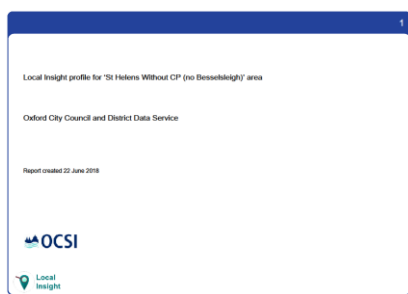 1
Local Insight profile for 'St Helens Without CP (no Besselsleigh)' area
Oxford City Council and District Data Service
Report created 22 June 2018
OCSI
Local
Insight